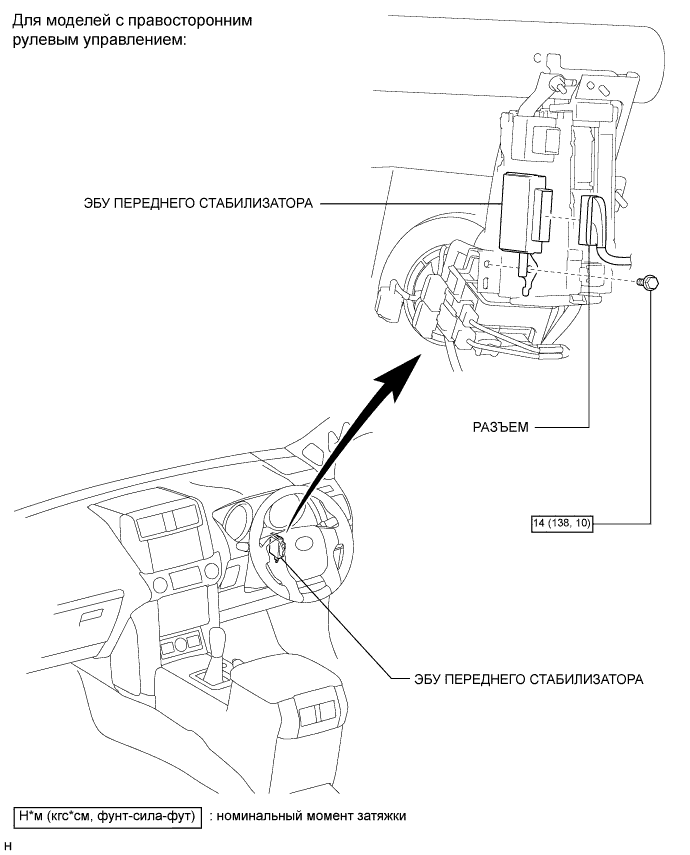 Для моделей с правосторонним
рулевым управлением:
C
ЭБУ ПЕРЕДНЕГО СТАБИЛИЗАТОРА
РАЗЪЕМ
14 (138, 10)
ЭБУ ПЕРЕДНЕГО СТАБИЛИЗАТОРА
Н*м (кгс*см, фунт-сила-фут) : номинальный момент затяжки
H